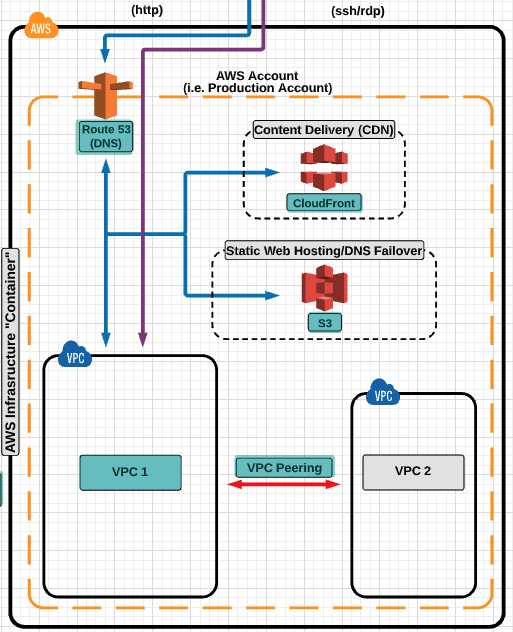 (http)
(ssh/rdp)
AWS
AWS Account
(i.e. Production Account)
Route 53
(DNS)
Content Delivery (CDN)
CloudFront
Static Web Hosting/DNS Failover
S3
AWS Infrasructure "Container"
VPC
VPC
VPC 1
VPC Peering
VPC 2